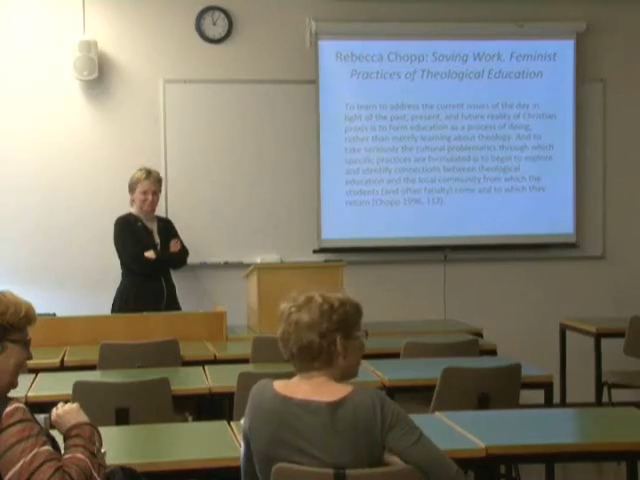 Rebecca Chopp: Saving Work. Feminist
Practices of Theological Education
To learn to address the current issues of the day in
light of the past, present, and future reality of Christian
praxis is to form education as a process of doing,
rather than merely learning about theology. And to
take seriously the cultural problematics through which
specific practices are formulated is to begin to explore
and identify connections between theological
education and the local community from which the
students (and often faculty) come and to which they
return (Chopp 1996,